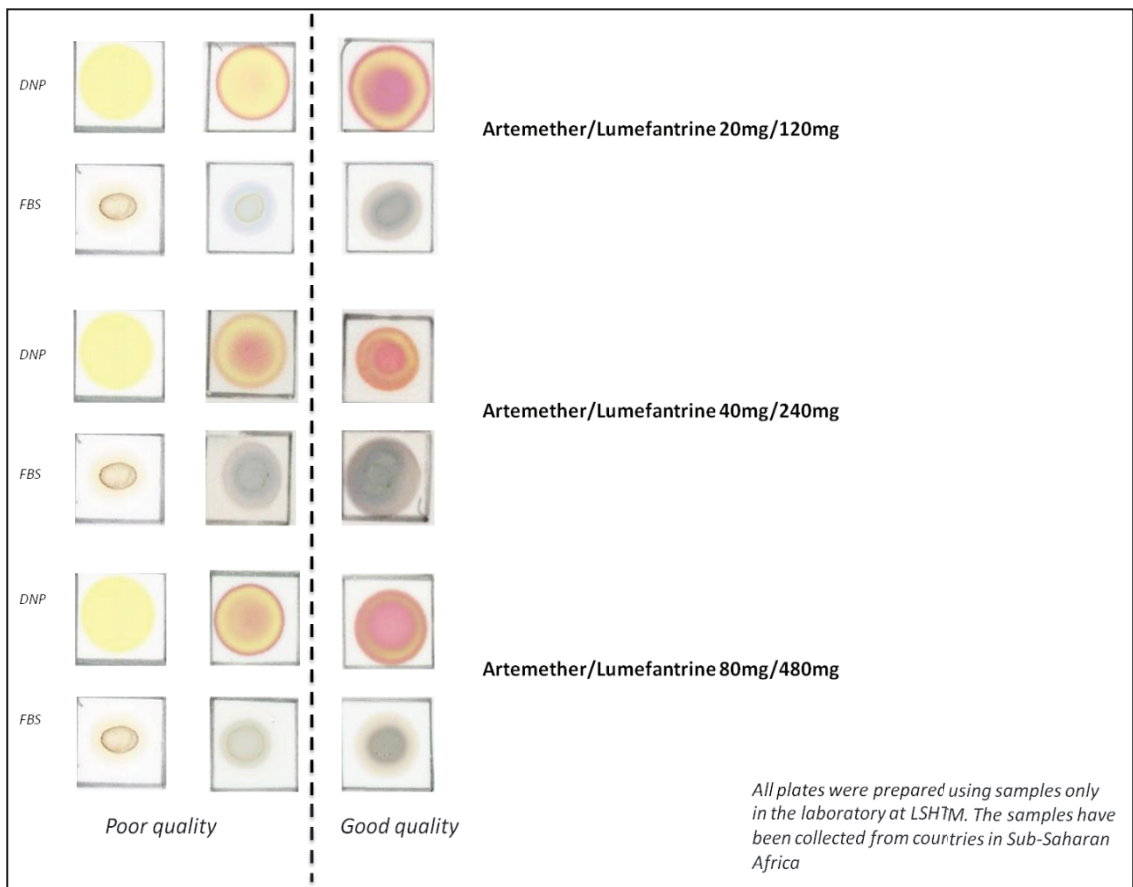 DNP
Artemether/Lumefantrine 20mg/120mg
FBS
DNP
Artemether/Lumefantrine 40mg/240mg
FBS
DNP
Artemether/Lumefantrine 80mg/480mg
FBS
Poor quality
Good quality
All plates were prepared using samples only
in the laboratory at LSHTM. The samples have
been collected from countries in Sub-Saharan
Africa